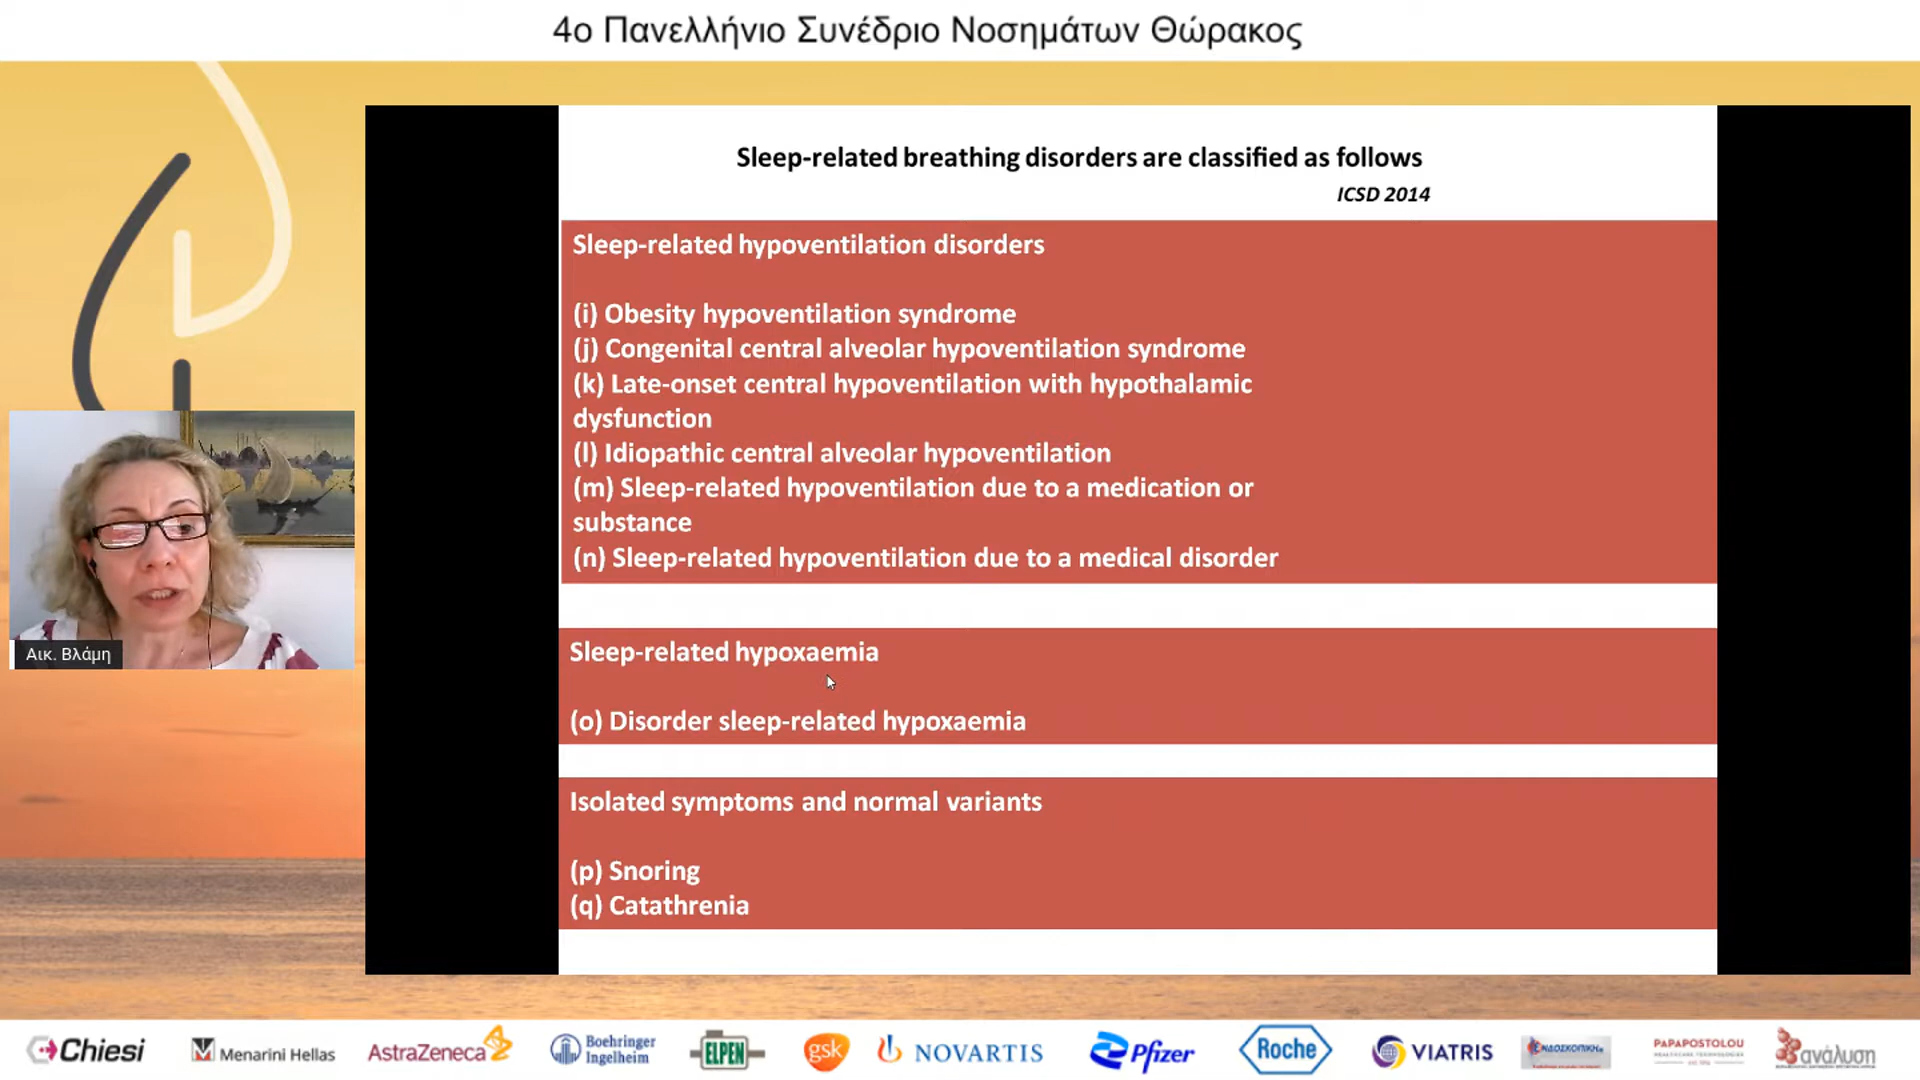 4ο Πανελλήνιο Συνέδριο Νοσημάτων Θώρακος
Sleep-related breathing disorders are classified as follows
ICSD 2014
Sleep-related hypoventilation disorders
(i) Obesity hypoventilation syndrome
(j) Congenital central alveolar hypoventilation syndrome
(k) Late-onset central hypoventilation with hypothalamic
dysfunction
(l) Idiopathic central alveolar hypoventilation
(m) Sleep-related hypoventilation due to a medication or
substance
(n) Sleep-related hypoventilation due to a medical disorder
Αικ. Βλάμη
Sleep-related hypoxaemia
(o) Disorder sleep-related hypoxaemia
Isolated symptoms and normal variants
(p) Snoring
(q) Catathrenia
Chiesi
Menarini Hellas
AstraZeneca
Boehringer
Ingelheim
ELPEN
gsk
NOVARTIS
Pfizer
Roche
VIATRIS
ΕΝΔΟΣΚΟΠΙΚΗ
PAPAPOSTOLOU
HEALTHCARE TECHNOLOGIES
ανάλυση